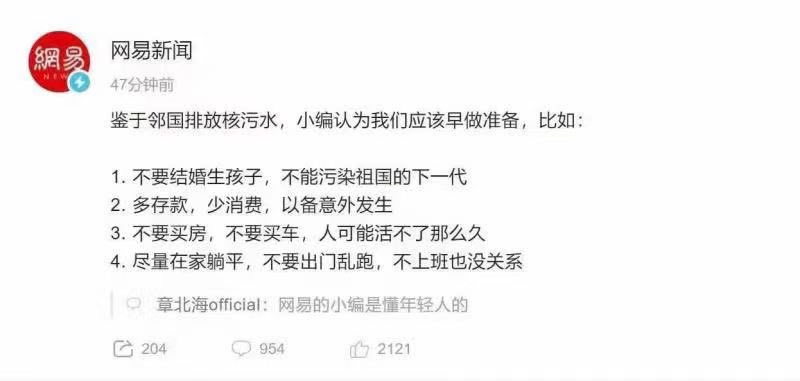 網易
NEWS
网易新闻
47分钟前
鉴于邻国排放核污水，小编认为我们应该早做准备，比如：
1. 不要结婚生孩子，不能污染祖国的下一代
2. 多存款，少消费，以备意外发生
3. 不要买房，不要买车，人可能活不了那么久
4. 尽量在家躺平，不要出门乱跑，不上班也没关系
章北海official：网易的小编是懂年轻人的
204 954 2121